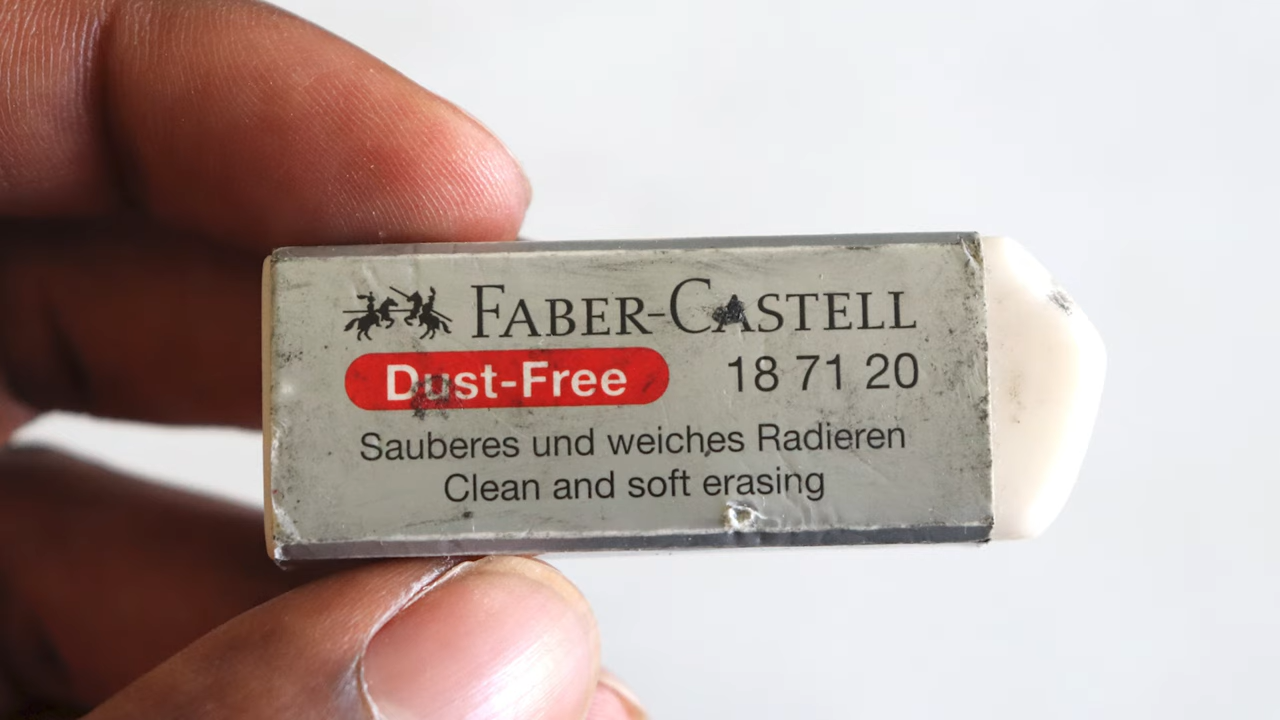 FABER-CASTELL
Dust-Free 18 71 20
Sauberes und weiches Radieren
Clean and soft erasing